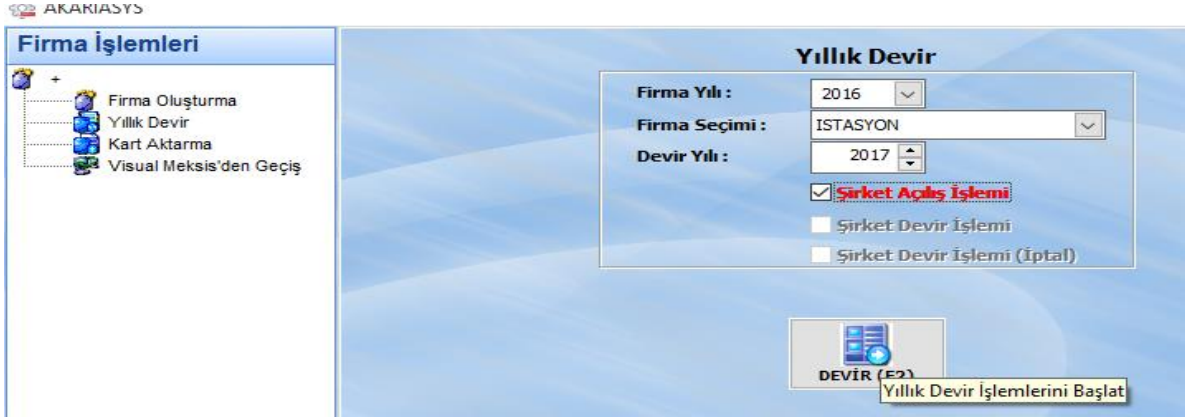 AKARIASYS
Firma İşlemleri
+
Firma Oluşturma
Yıllık Devir
Kart Aktarma
Visual Meksis'den Geçiş
Yıllık Devir
Firma Yılı : 2016
Firma Seçimi : ISTASYON
Devir Yılı : 2017
Şirket Açılış İşlemi
Şirket Devir İşlemi
Şirket Devir İşlemi (İptal)
DEVİR (F2)
Yıllık Devir İşlemlerini Başlat